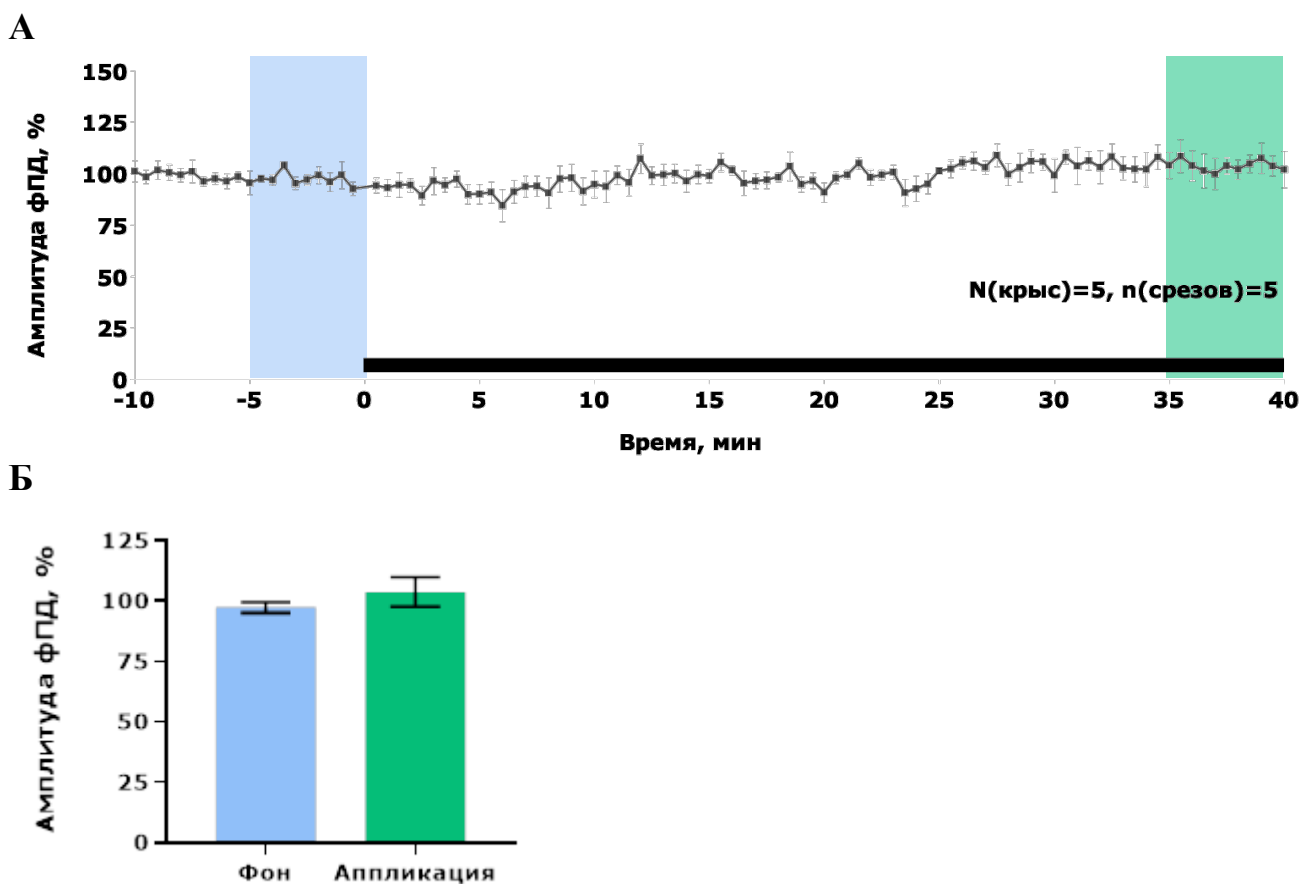 А
Амплитуда фПД, %
150
125
100
75
50
25
0
N(крыс)=5, n(срезов)=5
-10 -5 0 5 10 15 20 25 30 35 40
Время, мин
Б
Амплитуда фПД, %
125
100
75
50
25
0
Фон Аппликация